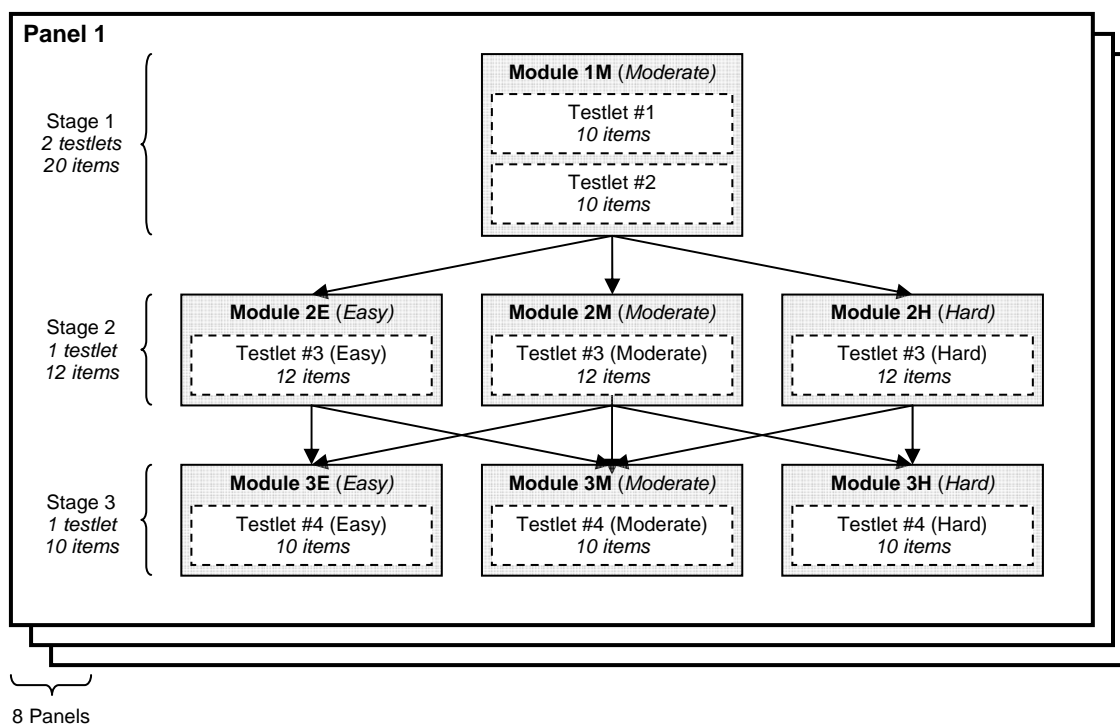 Panel 1
Module 1M (Moderate)
Testlet #1
10 items
Testlet #2
10 items
Stage 1
2 testlets
20 items
Module 2E (Easy)
Testlet #3 (Easy)
12 items
Module 2M (Moderate)
Testlet #3 (Moderate)
12 items
Module 2H (Hard)
Testlet #3 (Hard)
12 items
Stage 2
1 testlet
12 items
Module 3E (Easy)
Testlet #4 (Easy)
10 items
Module 3M (Moderate)
Testlet #4 (Moderate)
10 items
Module 3H (Hard)
Testlet #4 (Hard)
10 items
Stage 3
1 testlet
10 items
8 Panels